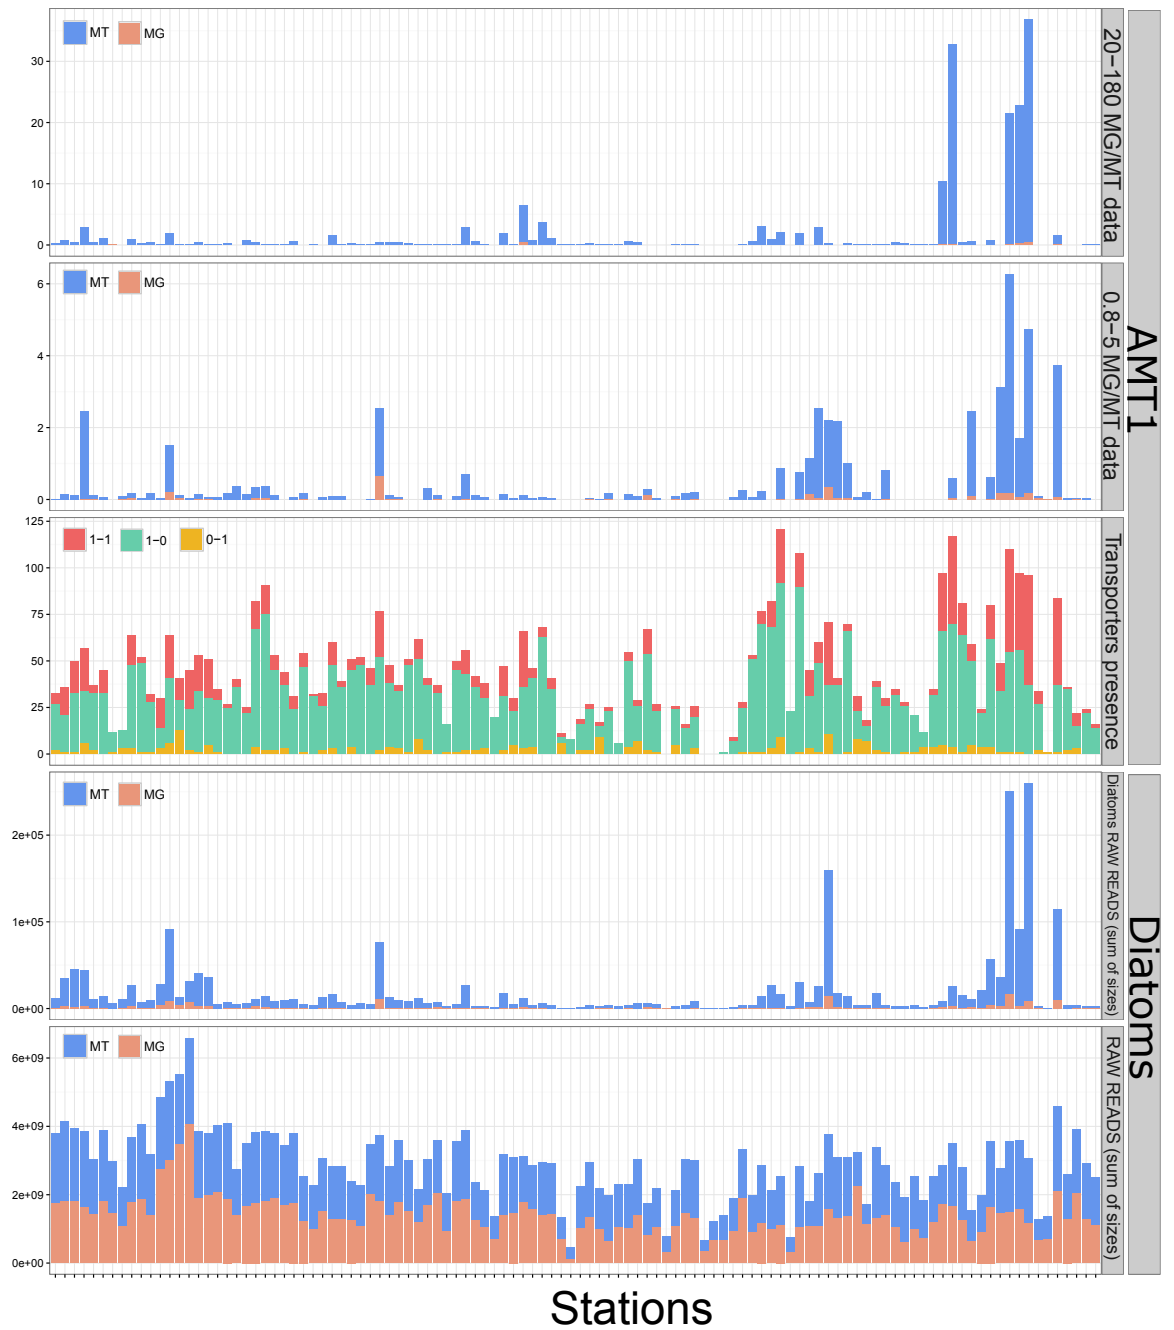 MT MG
30
20
10
0
20−180 MG/MT data
MT MG
6
4
2
0
0.8−5 MG/MT data
AMT1
1−1 1−0 0−1
125
100
75
50
25
0
Transporters presence
MT MG
2e+05
1e+05
0e+00
Diatoms RAW READS (sum of sizes)
MT MG
6e+09
4e+09
2e+09
0e+00
RAW READS (sum of sizes)
Diatoms
Stations